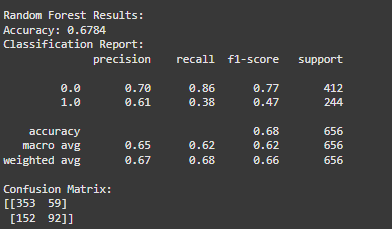 Random Forest Results:
Accuracy: 0.6784
Classification Report:
precision recall f1-score support
0.0 0.70 0.86 0.77 412
1.0 0.61 0.38 0.47 244
accuracy 0.68 656
macro avg 0.65 0.62 0.62 656
weighted avg 0.67 0.68 0.66 656
Confusion Matrix:
[[353 59]
[152 92]]